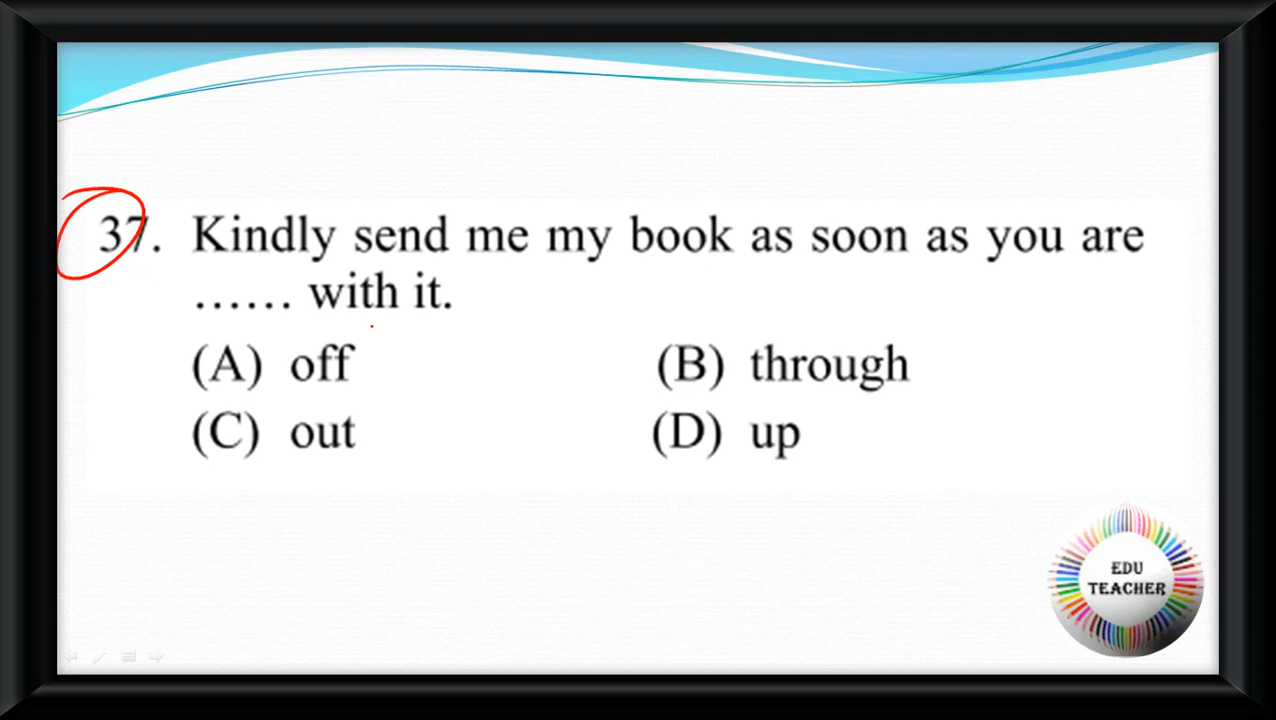 37. Kindly send me my book as soon as you are
...... with it.
(A) off (B) through
(C) out (D) up
EDU
TEACHER